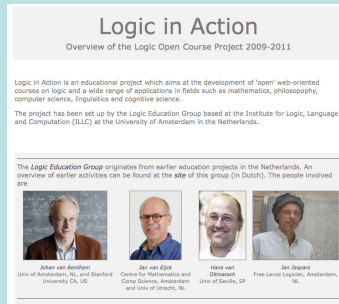 Logic in Action
Overview of the Logic Open Course Project 2009-2011
Logic in Action is an educational project which aims at the development of 'open' web-oriented
courses on logic and a wide range of applications in fields such as mathematics, philosopophy,
computer science, linguisitics and cognitive science.
The project has been set up by the Logic Education Group based at the Institute for Logic, Language
and Computation (ILLC) at the University of Amsterdam in the Netherlands.
The Logic Education Group originates from earlier education projects in the Netherlands. An
overview of earlier activities can be found at the site of this group (in Dutch). The people involved
are
Johan van Benthem
Univ of Amsterdam, NL, and Stanford
University CA, US
Jan van Eijck
Centre for Mathematics and
Comp Science, Amsterdam
and Univ of Utrecht, NL
Hans van
Ditmarsch
Univ of Seville, SP
Jan Jaspars
Free Lance Logician, Amsterdam,
NL